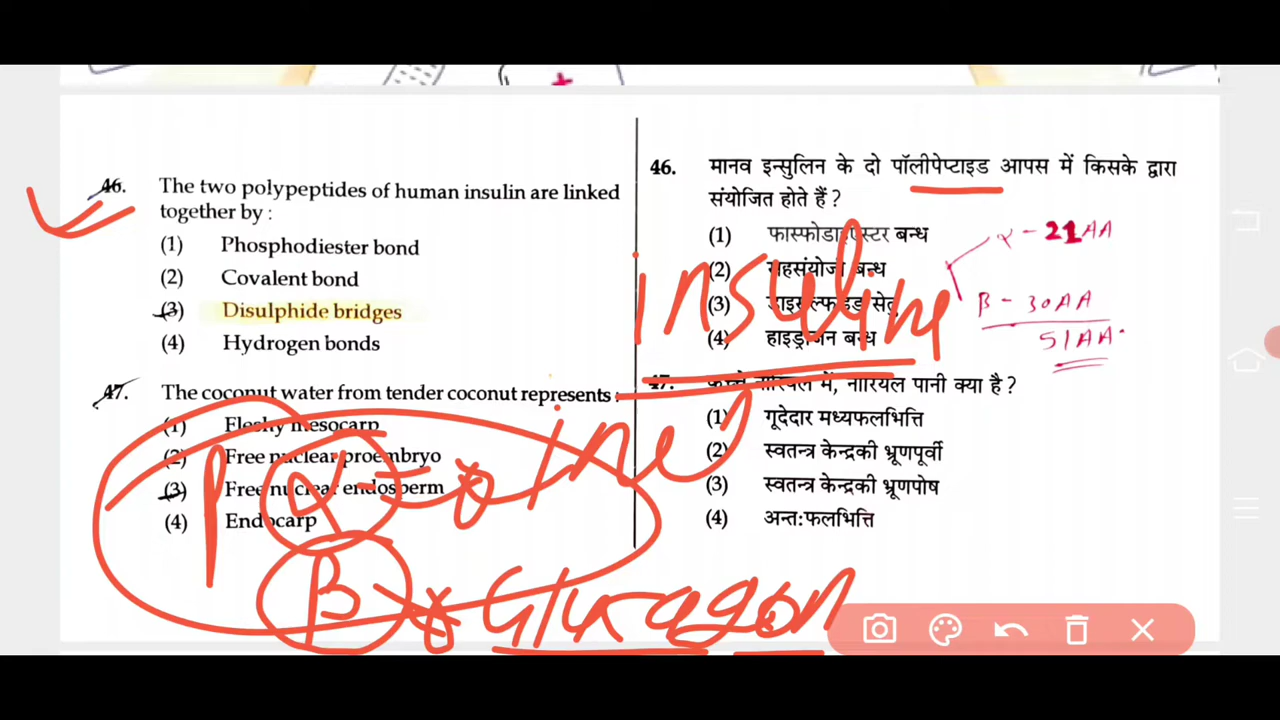 46. The two polypeptides of human insulin are linked
together by :
(1) Phosphodiester bond
(2) Covalent bond
(3) Disulphide bridges
(4) Hydrogen bonds
47. The coconut water from tender coconut represents :
(1) Fleshy mesocarp
(2) Free nuclear proembryo
(3) Free nuclear endosperm
(4) Endocarp
46. मानव इन्सुलिन के दो पॉलीपेप्टाइड आपस में किसके द्वारा
संयोजित होते हैं ?
(1) फास्फोडाइएस्टर बन्ध
(2) सहसंयोजी बन्ध
(3) डाइसल्फाइड सेतु
(4) हाइड्रोजन बन्ध
47. कच्चे नारियल में, नारियल पानी क्या है ?
(1) गूदेदार मध्यफलभित्ति
(2) स्वतन्त्र केन्द्रकी भ्रूणपूर्वी
(3) स्वतन्त्र केन्द्रकी भ्रूणपोष
(4) अन्तःफलभित्ति
α - 21AA
β - 30AA
51AA
insuline
P α - ine
β Glucagon